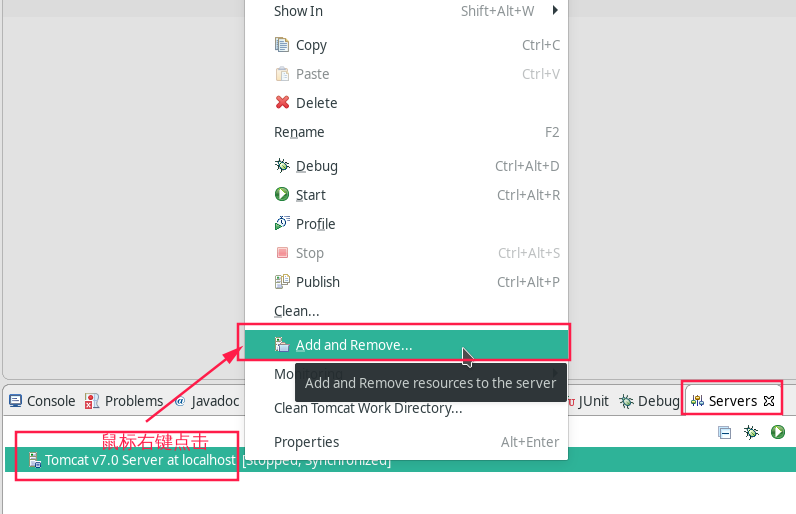 Show In Shift+Alt+W
Copy Ctrl+C
Paste Ctrl+V
Delete
Rename F2
Debug Ctrl+Alt+D
Start Ctrl+Alt+R
Profile
Stop Ctrl+Alt+S
Publish Ctrl+Alt+P
Clean...
Add and Remove...
Add and Remove resources to the server
Console Problems @ Javadoc JUnit Debug Servers
Clean Tomcat Work Directory...
鼠标右键点击
Properties Alt+Enter
Tomcat v7.0 Server at localhost [Stopped, Synchronized]